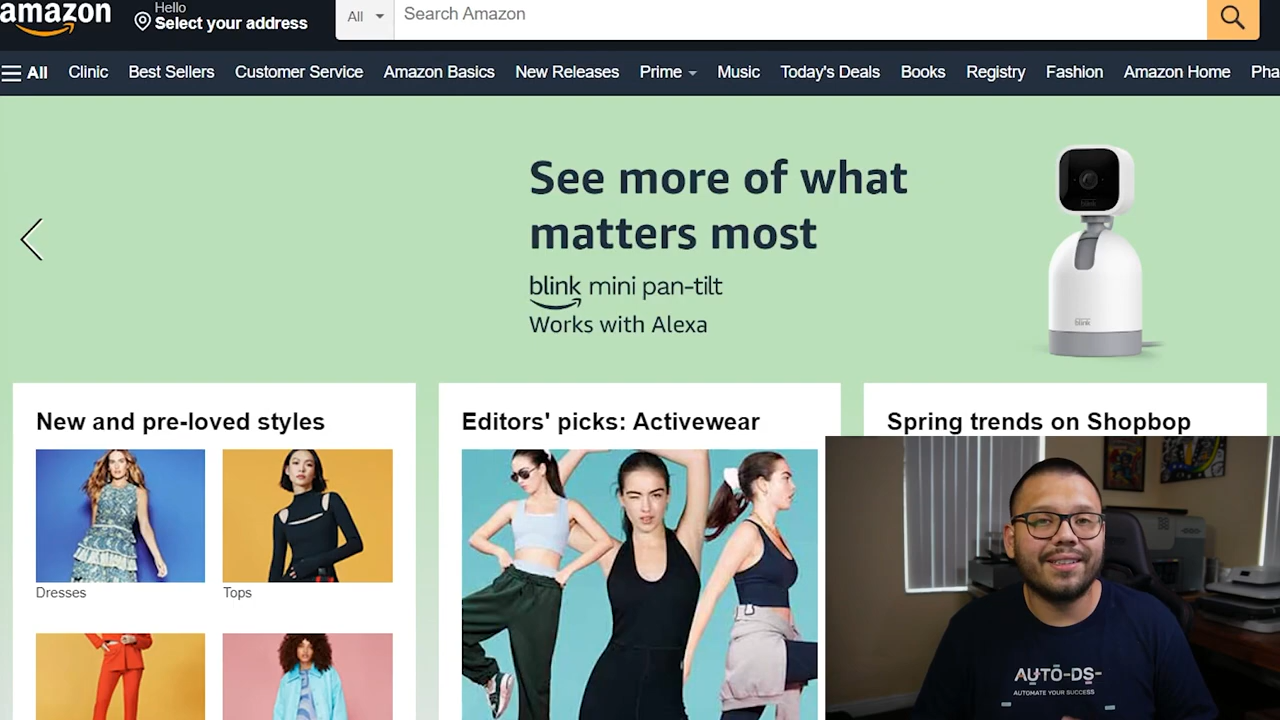 amazon
Hello
Select your address
All
Search Amazon
All
Clinic
Best Sellers
Customer Service
Amazon Basics
New Releases
Prime
Music
Today's Deals
Books
Registry
Fashion
Amazon Home
Pha
See more of what
matters most
blink mini pan-tilt
Works with Alexa
blink
New and pre-loved styles
Editors' picks: Activewear
Spring trends on Shopbop
Dresses
Tops
AUTO-DS-
AUTOMATE YOUR SUCCESS